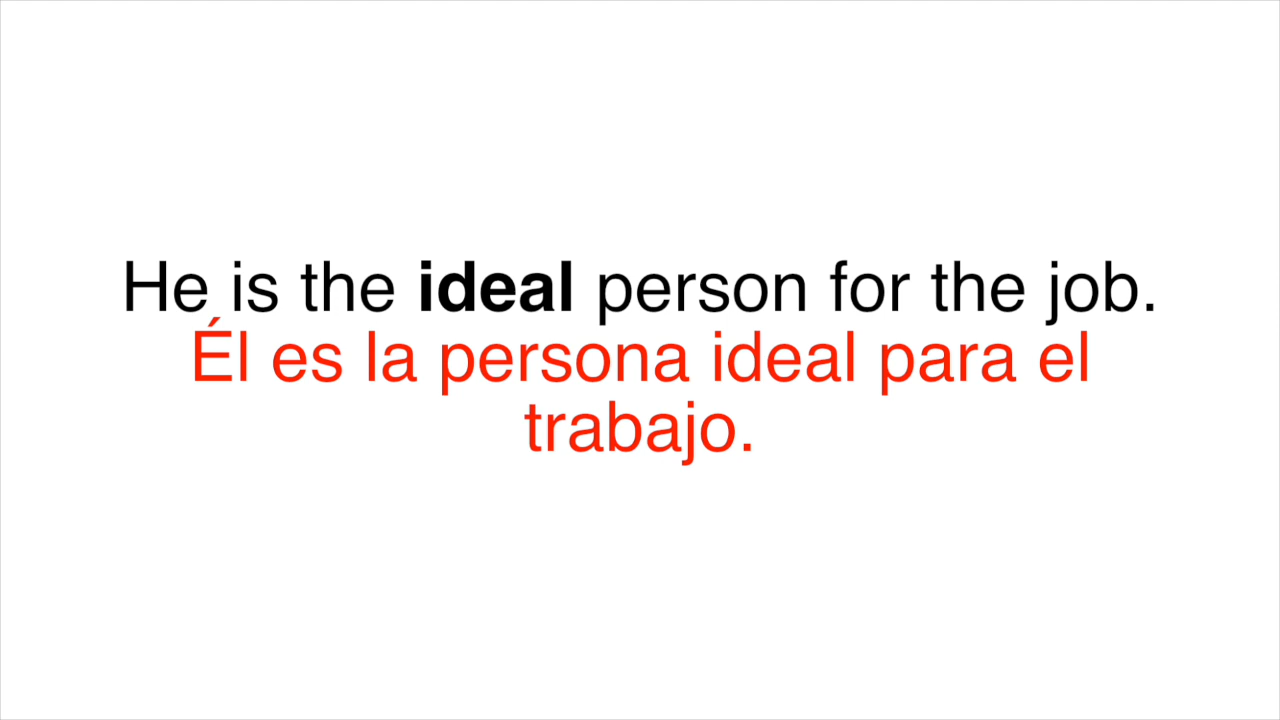 He is the ideal person for the job.
Él es la persona ideal para el
trabajo.